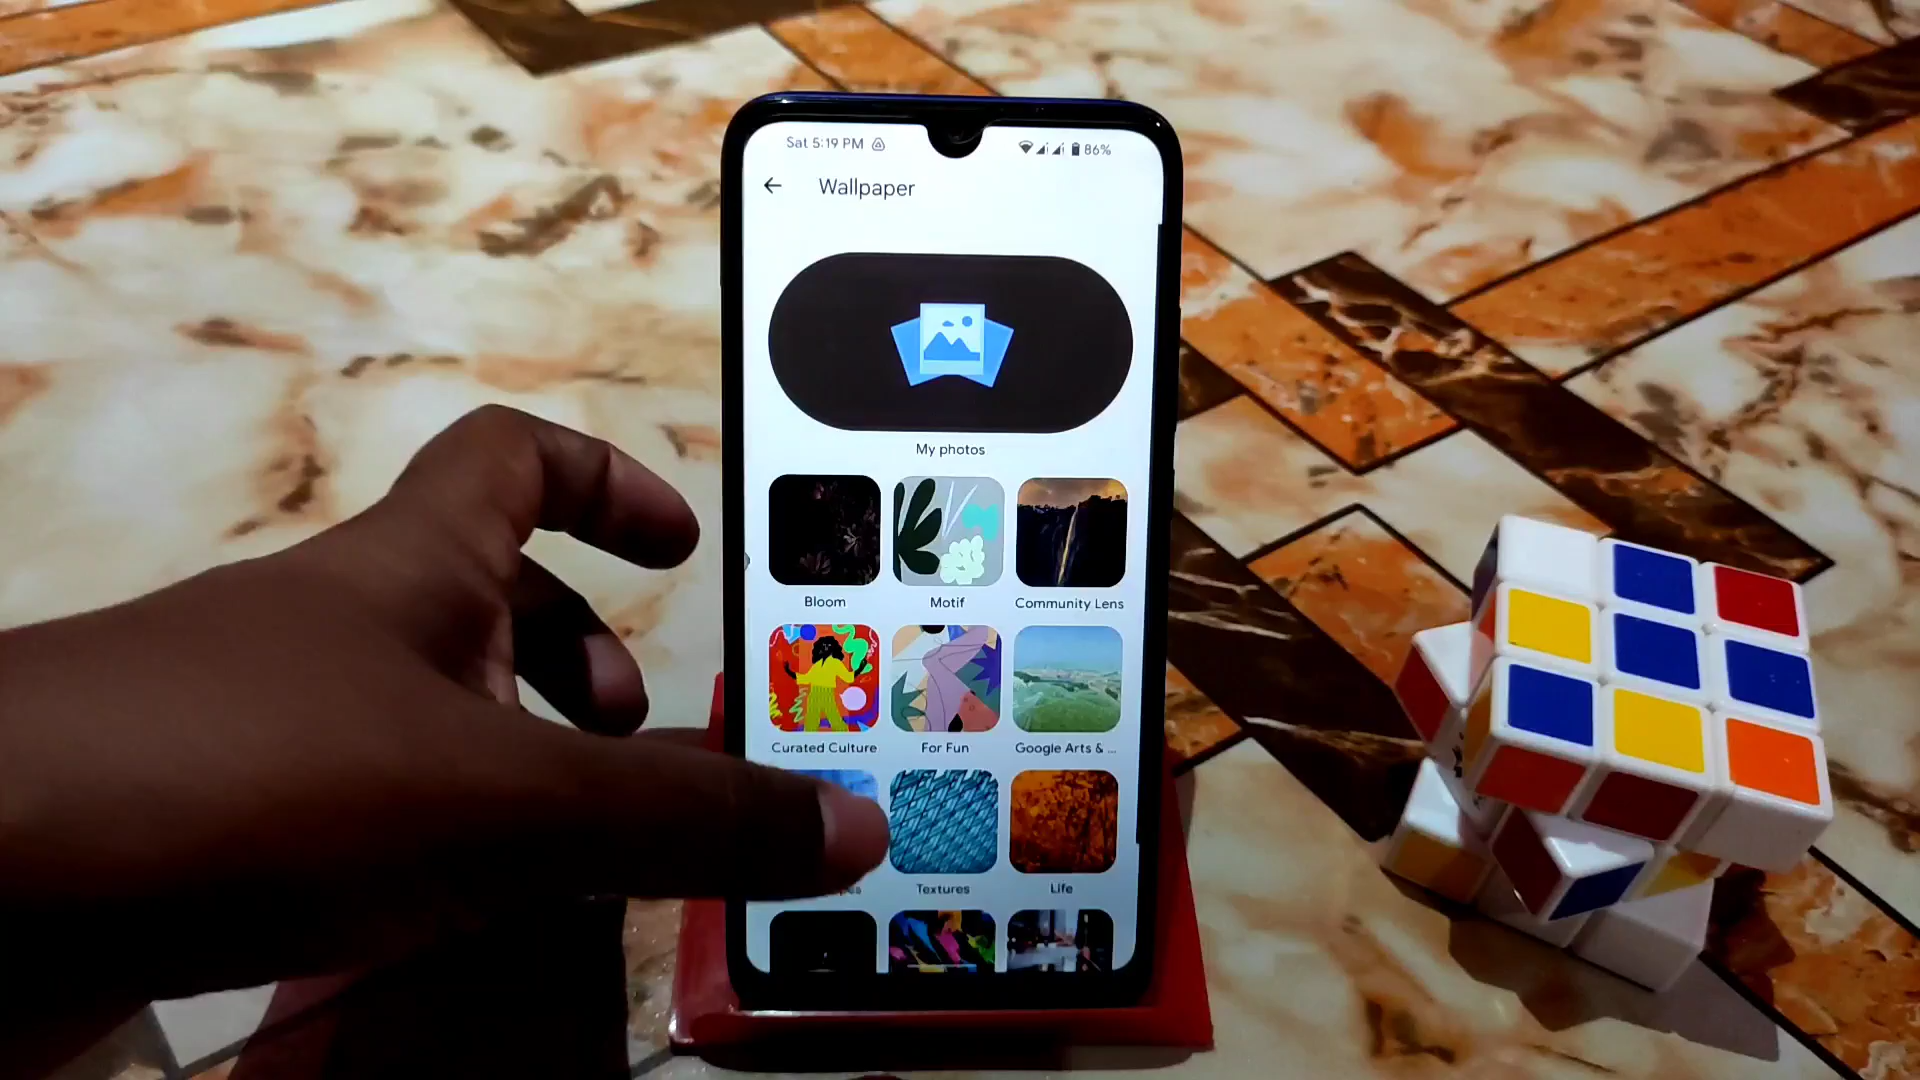 Sat 5:19 PM 86%
Wallpaper
My photos
Bloom Motif Community Lens
Curated Culture For Fun Google Arts & ...
Textures Life